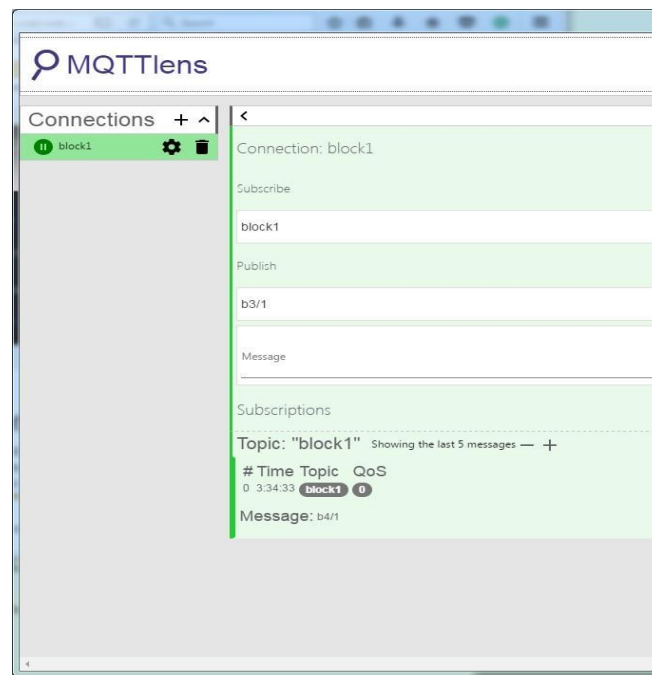 MQTTlens
Connections + ^
block1
<
Connection: block1
Subscribe
block1
Publish
b3/1
Message
Subscriptions
Topic: "block1" Showing the last 5 messages — +
# Time Topic QoS
0 3:34:33 block1 0
Message: b4/1